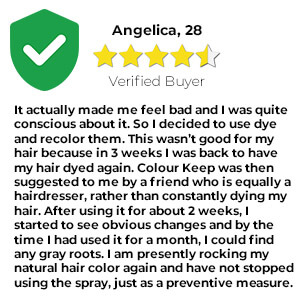 Angelica, 28
Verified Buyer
It actually made me feel bad and I was quite
conscious about it. So I decided to use dye
and recolor them. This wasn’t good for my
hair because in 3 weeks I was back to have
my hair dyed again. Colour Keep was then
suggested to me by a friend who is equally a
hairdresser, rather than constantly dying my
hair. After using it for about 2 weeks, I
started to see obvious changes and by the
time I had used it for a month, I could find
any gray roots. I am presently rocking my
natural hair color again and have not stopped
using the spray, just as a preventive measure.